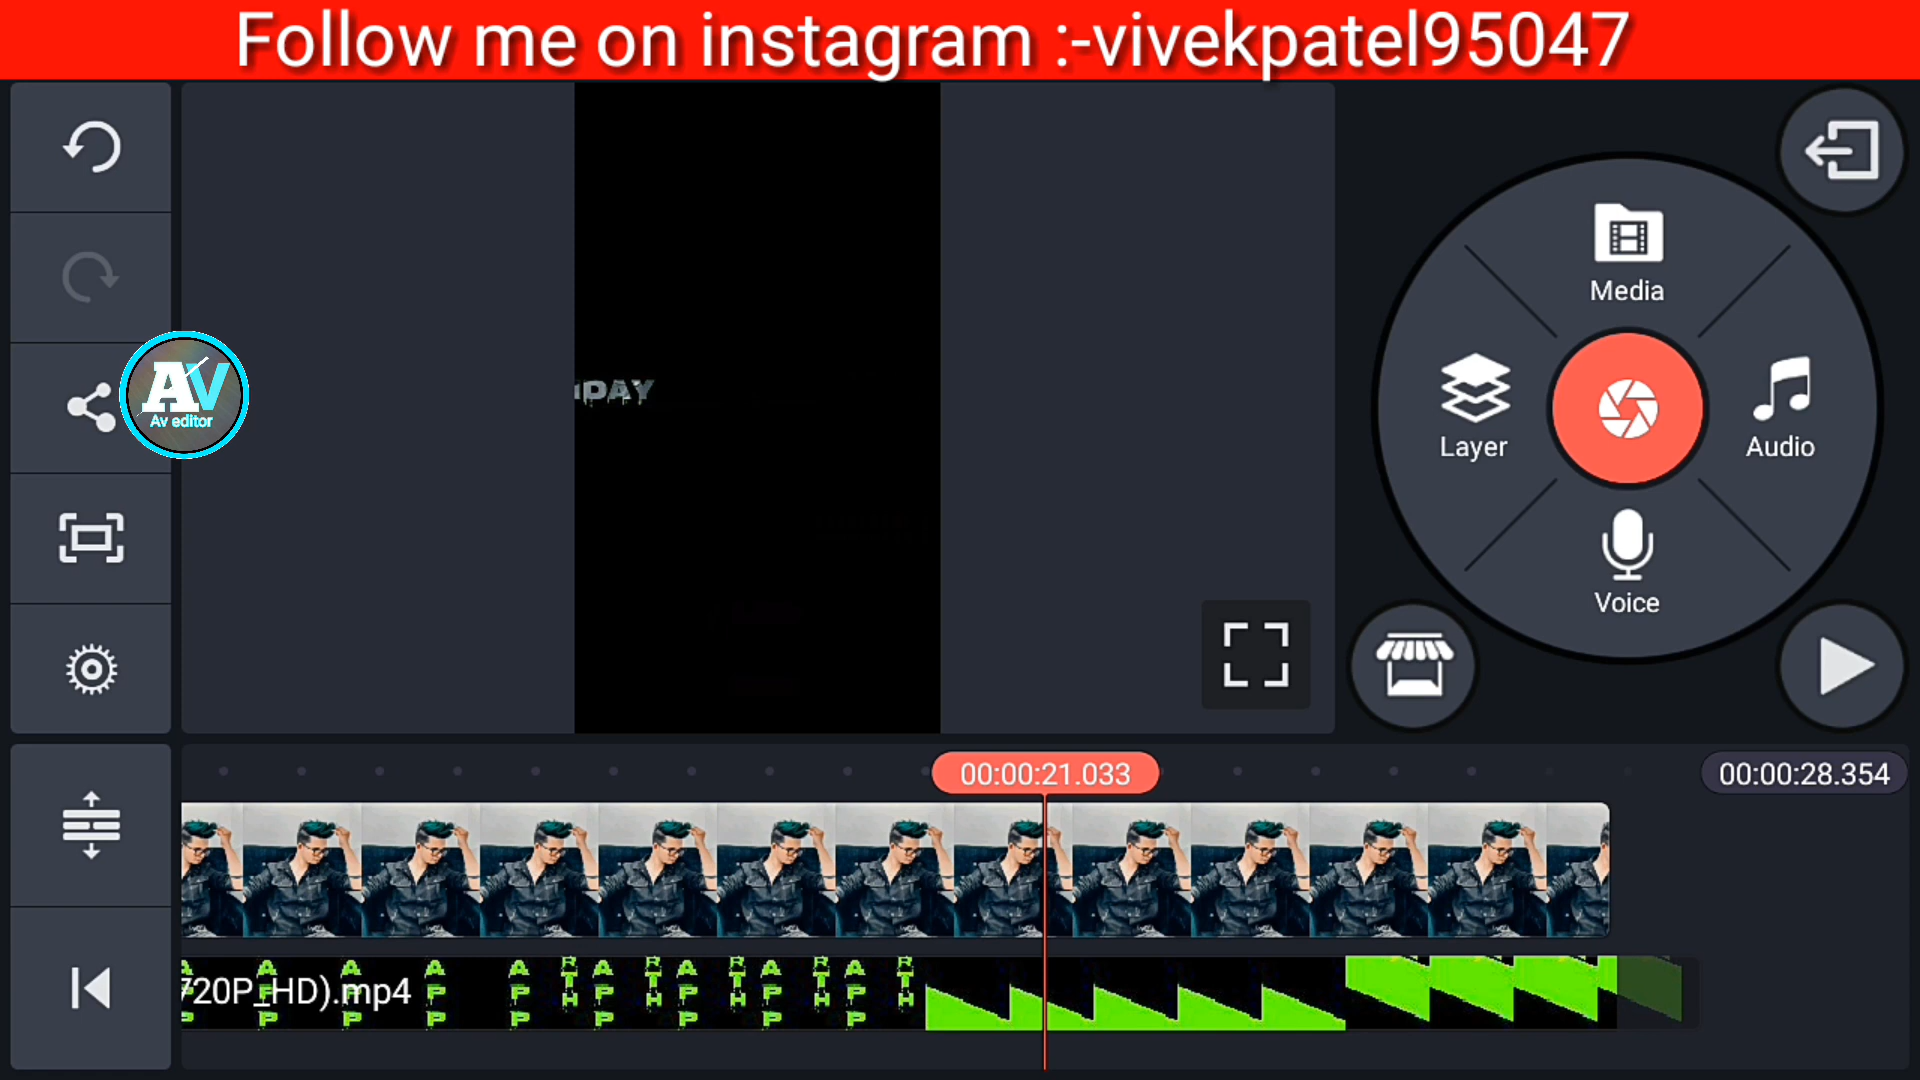 Follow me on instagram :-vivekpatel95047
Media
Layer
Audio
Voice
AV
Av editor
DAY
00:00:21.033
00:00:28.354
720P_HD).mp4